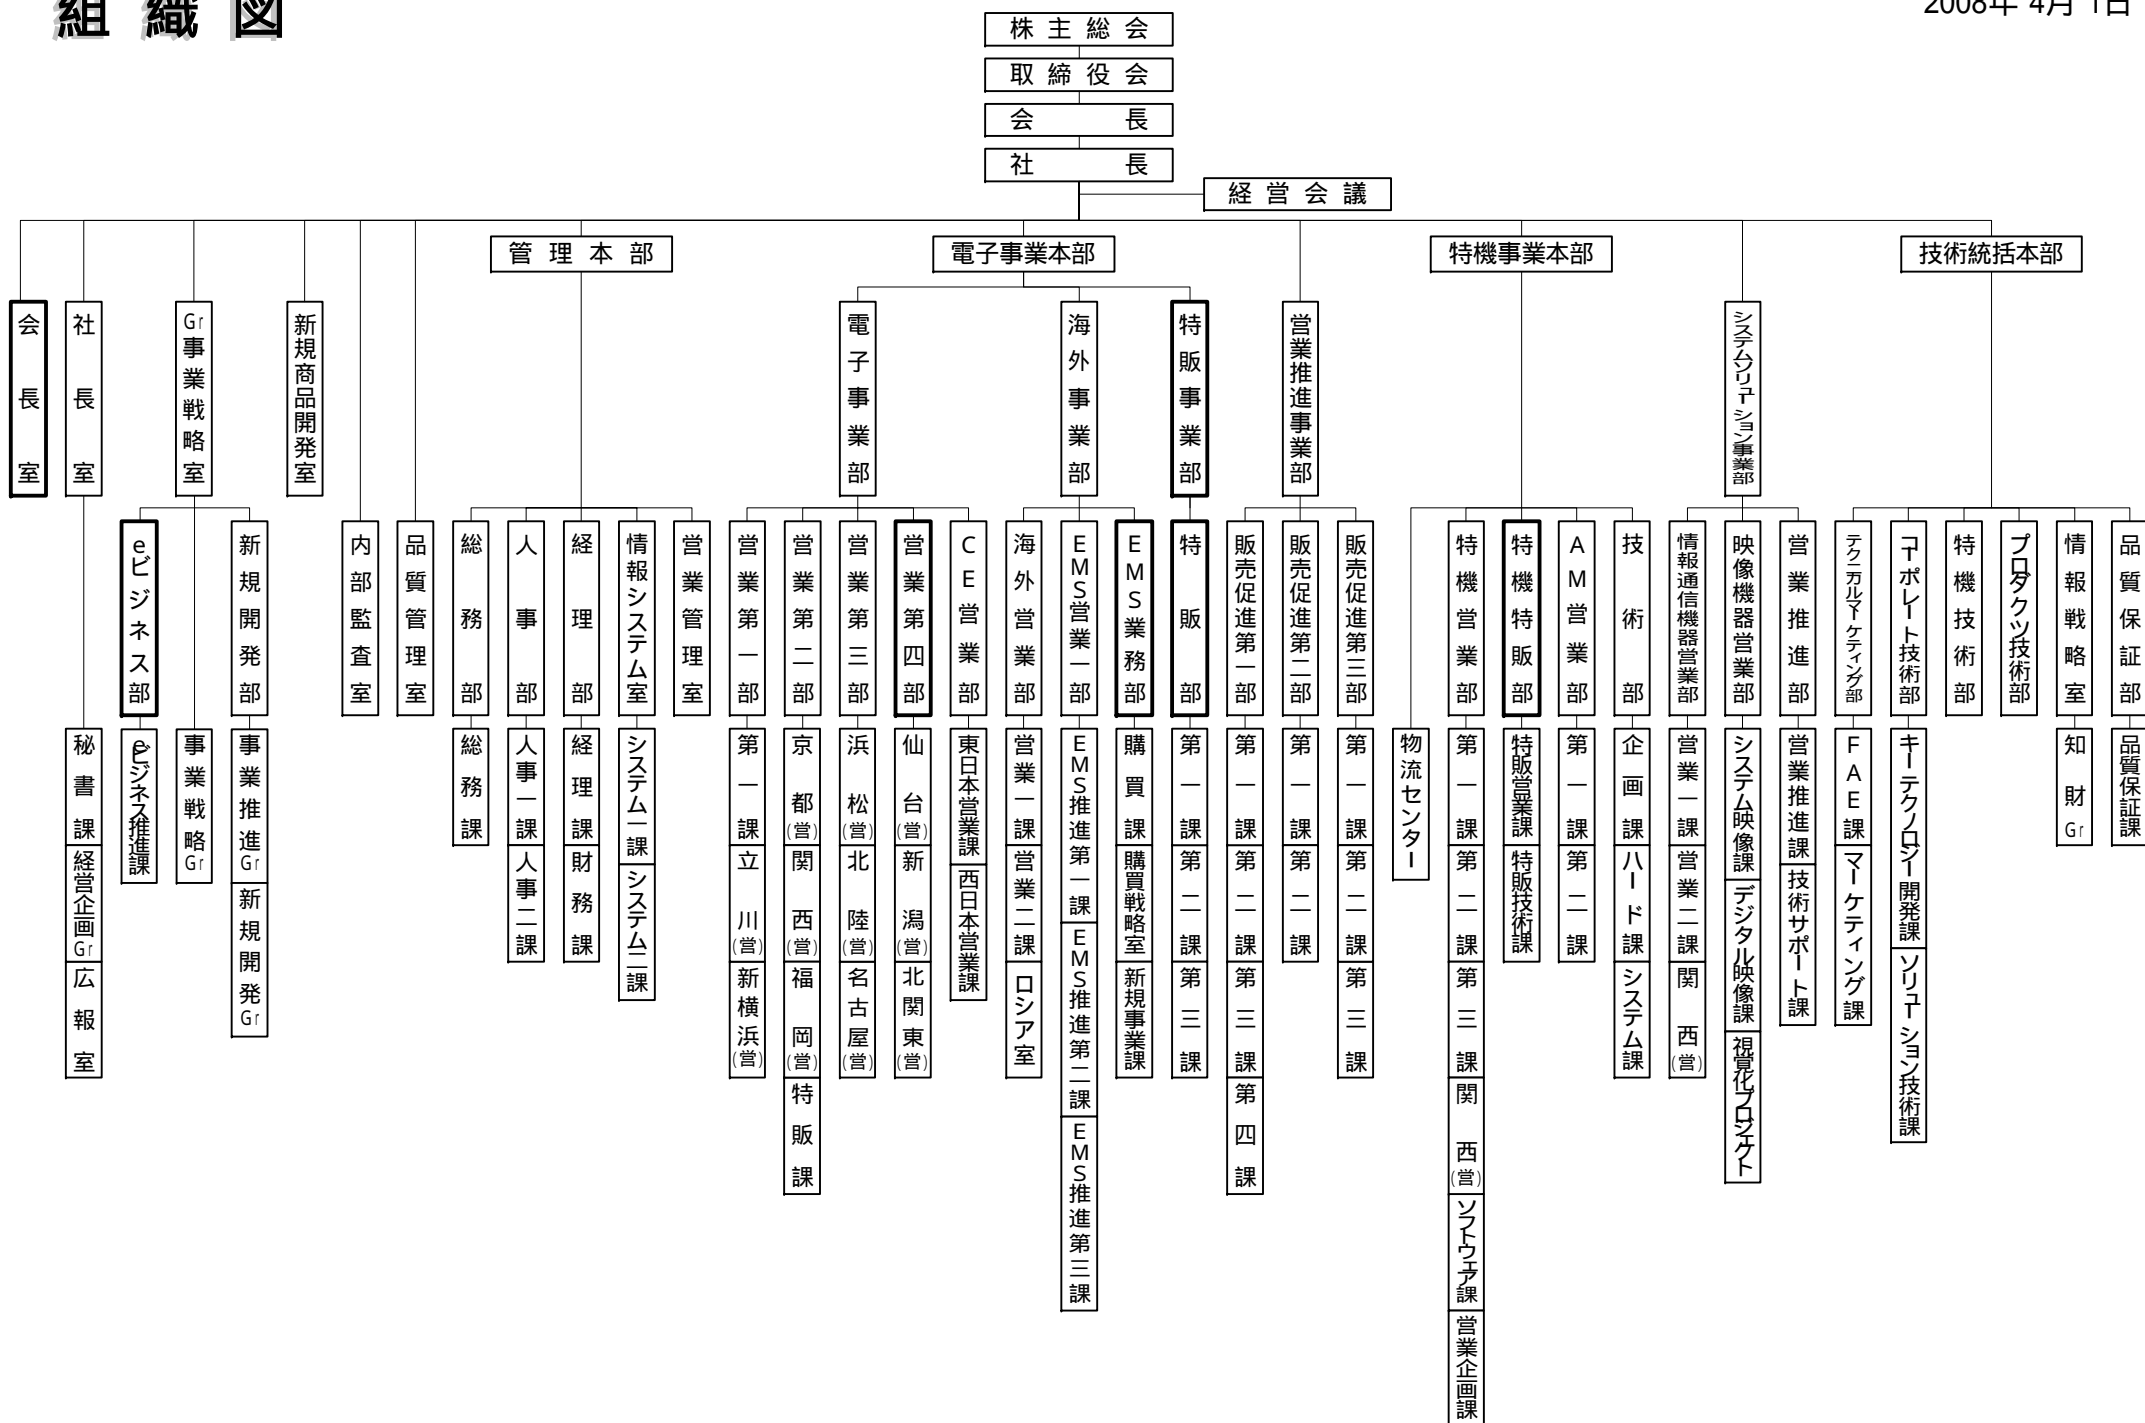 組織図
2008年 4月 1日
株主総会
取締役会
会長
社長
経営会議
管理本部
電子事業本部
特機事業本部
技術統括本部
会長室
社長室
Gr事業戦略室
新規商品開発室
電子事業部
海外事業部
特販事業部
営業推進事業部
システムソリューション事業部
eビジネス部
新規開発部
内部監査室
品質管理室
総務部
人事部
経理部
情報システム室
営業管理室
営業第一部
営業第二部
営業第三部
営業第四部
CE営業部
海外営業部
EMS営業一部
EMS業務部
特販部
販売促進第一部
販売促進第二部
販売促進第三部
特機営業部
特機特販部
AM営業部
技術部
情報通信機器営業部
映像機器営業部
営業推進部
テクニカルマーケティング部
コーポレート技術部
特機技術部
プロダクツ技術部
情報戦略室
品質保証部
秘書課
経営企画Gr
広報室
eビジネス推進課
事業戦略Gr
事業推進Gr
新規開発Gr
総務課
人事一課
人事二課
経理課
財務課
システム一課
システム二課
第一課
立川(営)
新横浜(営)
京都(営)
関西(営)
福岡(営)
特販課
浜松(営)
北陸(営)
名古屋(営)
仙台(営)
新潟(営)
北関東(営)
東日本営業課
西日本営業課
営業一課
営業二課
ロシア室
EMS推進第一課
EMS推進第二課
EMS推進第三課
購買課
購買戦略室
新規事業課
第一課
第二課
第三課
第一課
第二課
第三課
第四課
第一課
第二課
第一課
第二課
第三課
物流センター
第一課
第二課
第三課
関西(営)
ソフトウェア課
営業企画課
特販営業課
特販技術課
第一課
第二課
企画課
ハード課
システム課
営業一課
営業二課
関西(営)
システム映像課
デジタル映像課
視覚化プロジェクト
営業推進課
技術サポート課
FAE課
マーケティング課
キーテクノロジー開発課
ソリューション技術課
知財Gr
品質保証課